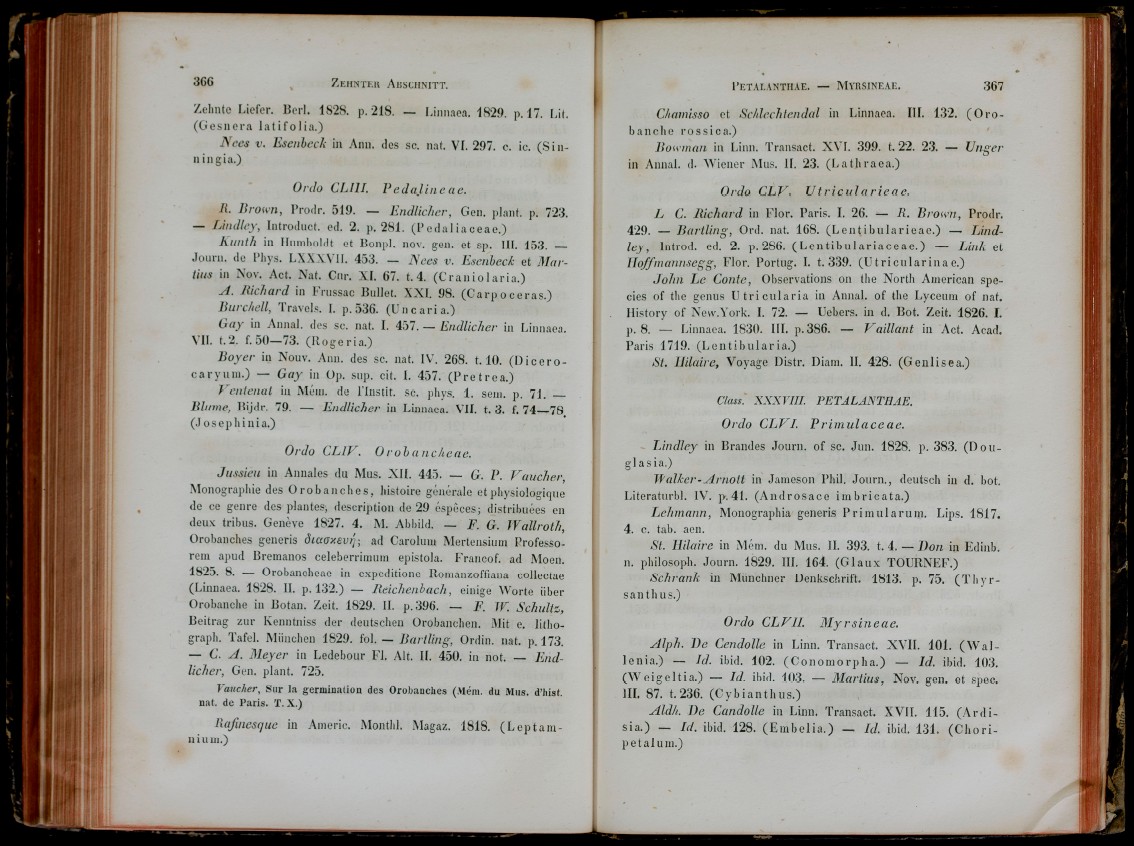 366 ZEHNTER ABSCHNITT.
Zehnte Liefer. Berl. 1828. p. 218. — Linnaea. 1829. p. 17. Lit.
(Gesnera latifolia.)
Nees v. Esenbeck in Ann. des sc. nat. VI. 297. c. ic. (Sin-
ningia.)
Ordo CLIII. Pedalineae.
R. Brown, Prodr. 519. — Endlicher, Gen. plant. p. 723.
— Lindley, Introduct. ed. 2. p. 281. (Pedaliaceae.)
Kunth in Humboldt et Bonpl. nov. gen. et sp. III. 153. —
Journ. de Phys. LXXXVII. 453. — Nees v. Esenbeck et Mar-
tius in Nov. Act. Nat. Cur. XI. 67. t. 4. (Craniolaria.)
A. Richard in Frussac Bullet. XXI. 98. (Carpoceras.)
Burchell, Travels. I. p. 536. (Uncaria.)
Gay in Annal. des sc. nat. I. 457. — Endlicher in Linnaea.
VII. t. 2. f. 50—73. (Rogeria.)
Boyer in Nouv. Ann. des sc. nat. IV. 268. t. 10. (Dicero-
caryum.) — Gay in Op. sup. cit. I. 457. (Pretrea.)
Ventenat in Mém. de l'Instit. sc. phys. 1. sem. p. 71. —
Blume, Bijdr. 79. — Endlicher in Linnaea. VII. t. 3. f. 74—78.
(Josephinia.)
Ordo CLIV. Orobancheae.
Jussieu in Annales du Mus. XII. 445. — G. P. Vaucher,
Monographie des Orobanches, histoire générale et physiologique
de ce genre des plantes, description de 29 éspèces; distribuées en
deux tribus. Genève 1827. 4. M. Abbild. — F. G. Wallroth,
Orobanches generis διασκευή; ad Carolum Mertensium Professo-
rem apud Bremanos celeberrimum epistola. Francof. ad Moen.
1825. 8. — Orobancheae in expeditione Romanzoffiana collectae
(Linnaea. 1828. II. p. 132.) — Reichenbach, einige Worte über
Orobanche in Botan. Zeit. 1829. II. p. 396. — F. W. Schultz,
Beitrag zur Kenntniss der deutschen Orobanchen. Mit e. litho-
graph. Tafel. München 1829. fol. — Bartling, Ordin. nat. p. 173.
— C. A. Meyer in Ledebour Fl. Alt. II. 450. in not. — End-
licher, Gen. plant. 725.
Vaucher, Sur la germination des Orobanches (Mém. du Mus. d'hist.
nat. de Paris. T. X.)
Rafinesque in Americ. Monthl. Magaz. 1818. (Leptam-
nium.)
PETALANTHAE. — MYRSINEAE. 367
Chamisso et Schlechtendal in Linnaea. III. 132. (Oro-
banche rossica.)
Bowman in Linn. Transact. XVI. 399. t. 22. 23. — Unger
in Annal. d. Wiener Mus. II. 23. (Lathraea.)
Ordo CLV. Utricularieae.
L C. Richard in Flor. Paris. I. 26. — R. Brown, Prodr.
429. — Bartling, Ord. nat. 168. (Lentibularieae.) — Lind-
ley, Introd. ed. 2. p. 286. (Lentibulariaceae.) — Link et
Hoffmannsegg, Flor. Portug. I. t. 339. (Utricularinae.)
John Le Conte, Observations on the North American spe-
cies of the genus Utricularia in Annal. of the Lyceum of nat.
History of New.York. I. 72. — Uebers. in d. Bot. Zeit. 1826. I.
p. 8. — Linnaea. 1830. III. p. 386. — Vaillant in Act. Acad.
Paris 1719. (Lentibularia.)
St. Hilaire, Voyage Distr. Diam. II. 428. (Genlisea.)
Class. XXXVIII. PETALANTHAE.
Ordo CLVI. Primulaceae.
Lindley in Brandes Journ. of sc. Jun. 1828. p. 383. (Dou-
glasia.)
Walker-Arnott in Jameson Phil. Journ., deutsch in d. bot.
Literaturbl. IV. p. 41. (Androsace imbricata.)
Lehmann, Monographia generis Primularum. Lips. 1817.
4. c. tab. aen.
St. Hilaire in Mém. du Mus. II. 393. t. 4. — Don in Edinb.
n. philosoph. Journ. 1829. III. 164. (Glaux TOURNEF.)
Schrank in Münchner Denkschrift. 1813. p. 75. (Thyr-
santhus.)
Ordo CLVII. Myrsineae.
Alph. De Cendolle in Linn. Transact. XVII. 101. (Wal-
lenia.) — Id. ibid. 102. (Conomorpha.) — Id. ibid. 103.
(Weigeltia.) — Id. ibid. 103. — Martius, Nov. gen. et spec.
III. 87. t. 236. (Cybianthus.)
Aldh. De Candolle in Linn. Transact. XVII. 115. (Ardi-
sia.) — Id. ibid. 128. (Embelia.) — Id. ibid. 131. (Chori-
petalum.)